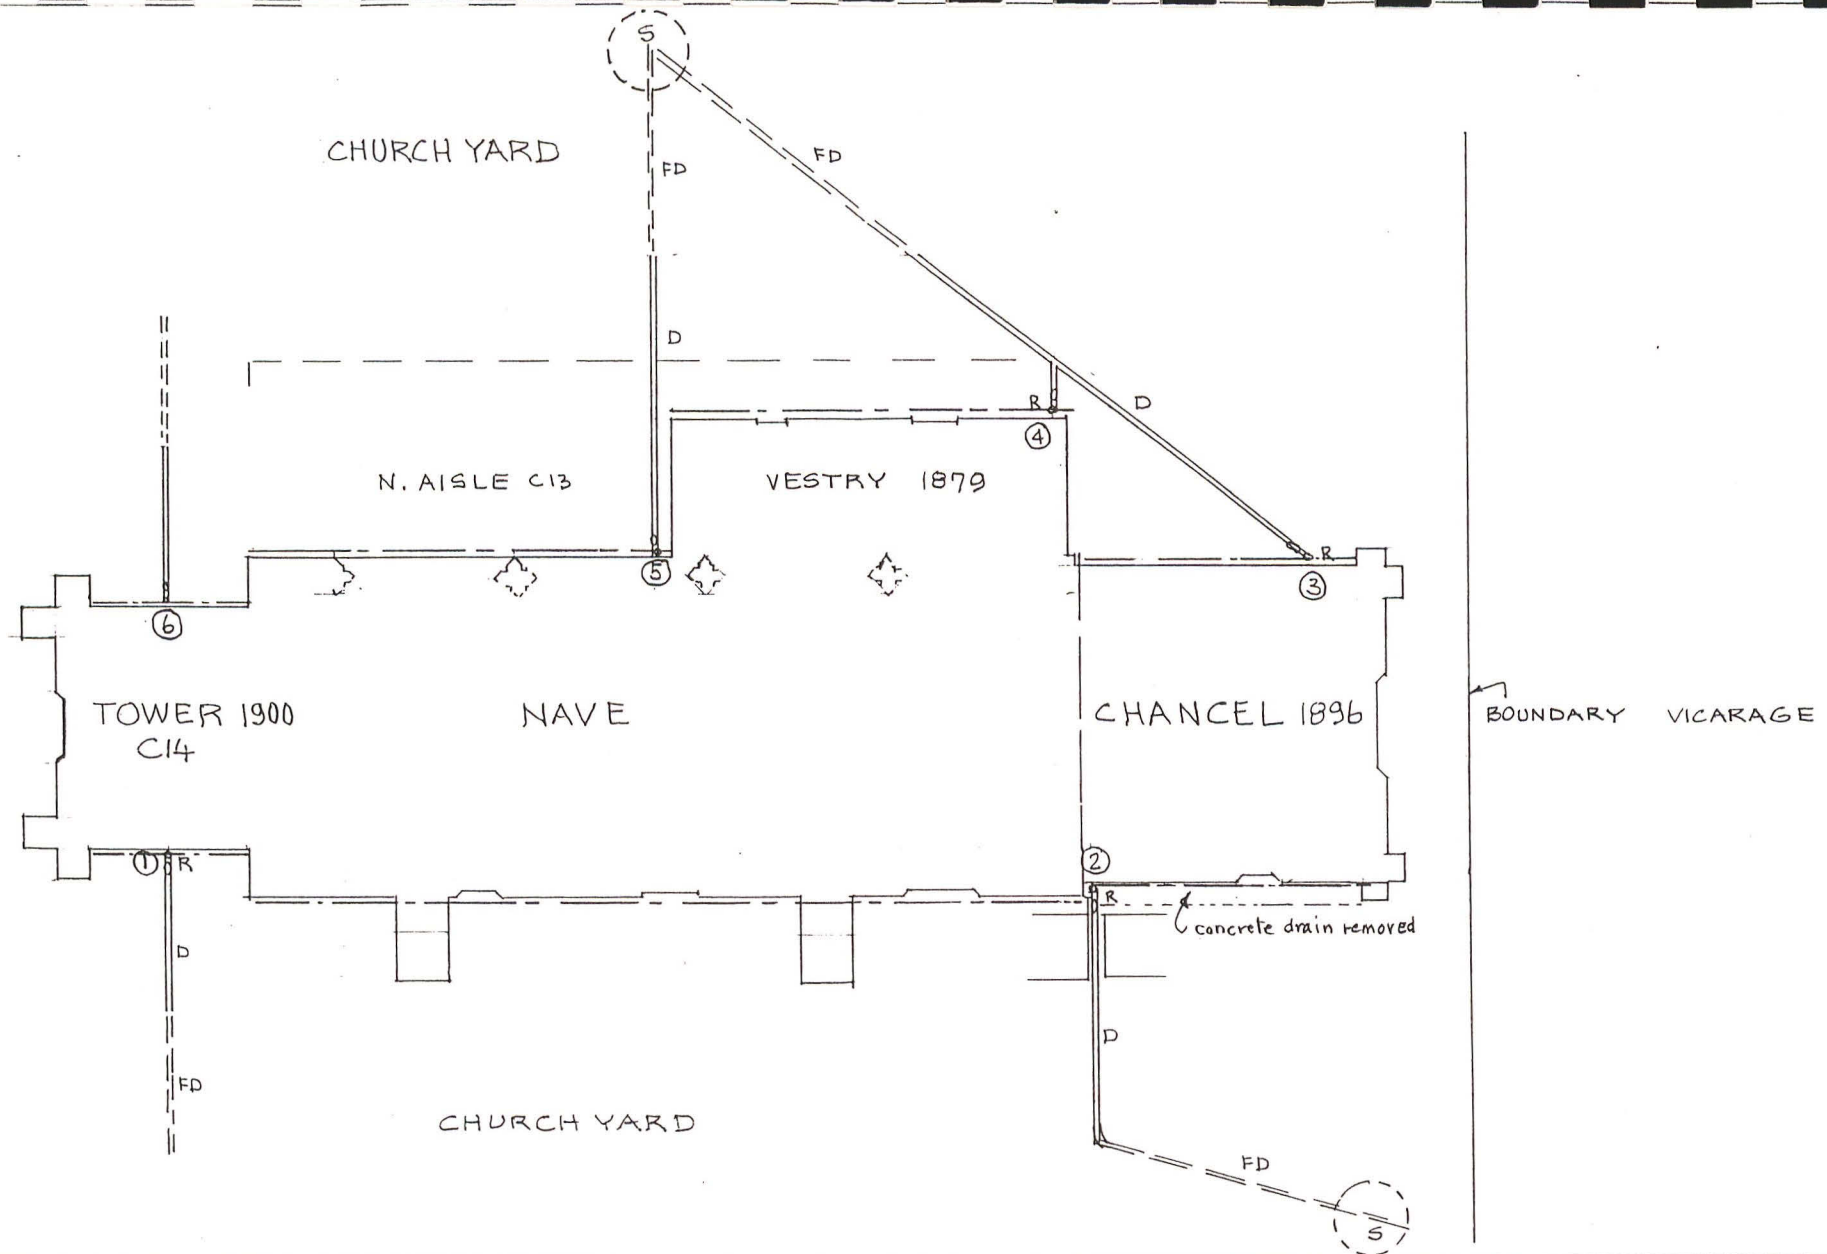 S
CHURCH YARD
FD
FD
D
R
D
④
N. AISLE C13
VESTRY 1879
R
⑤
③
⑥
TOWER 1900
C14
NAVE
CHANCEL 1896
BOUNDARY VICARAGE
①
R
②
R
concrete drain removed
D
D
FD
CHURCH YARD
FD
S